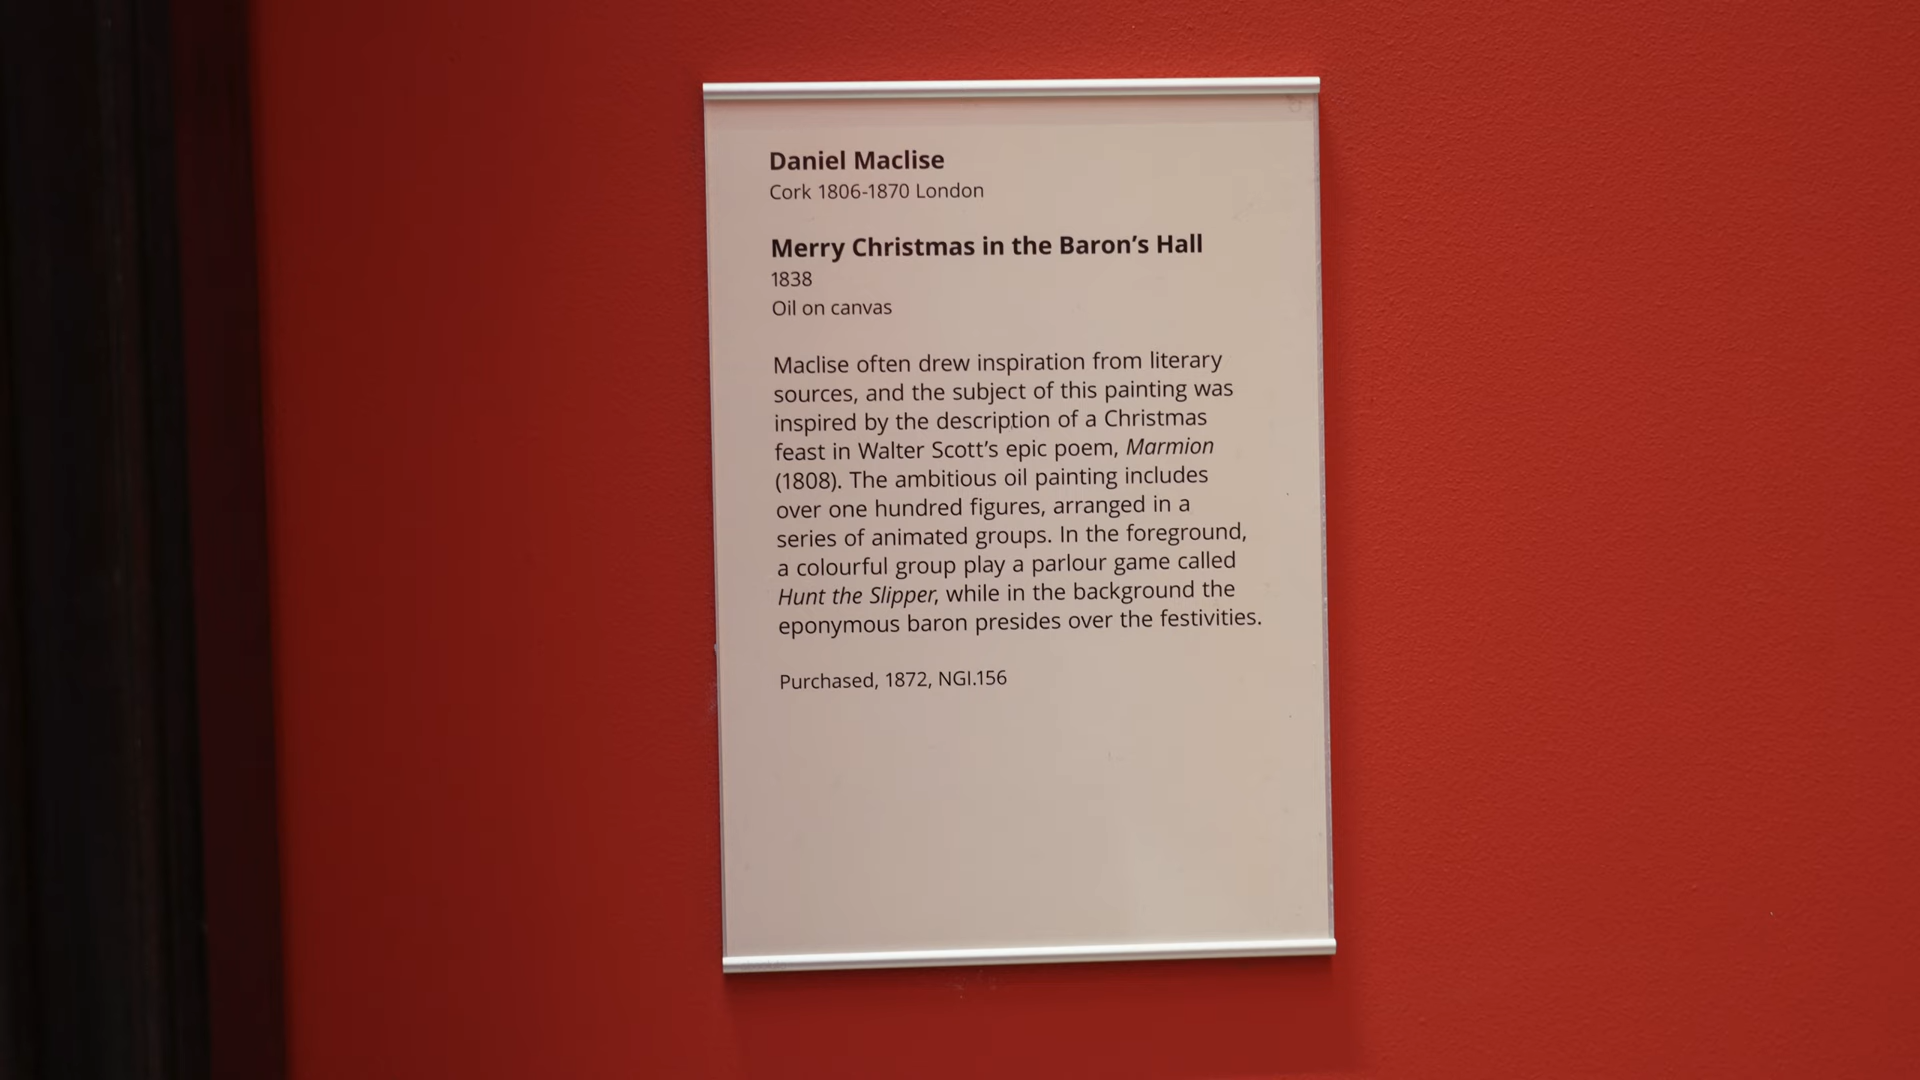 Daniel Maclise
Cork 1806-1870 London
Merry Christmas in the Baron’s Hall
1838
Oil on canvas
Maclise often drew inspiration from literary
sources, and the subject of this painting was
inspired by the description of a Christmas
feast in Walter Scott’s epic poem, Marmion
(1808). The ambitious oil painting includes
over one hundred figures, arranged in a
series of animated groups. In the foreground,
a colourful group play a parlour game called
Hunt the Slipper, while in the background the
eponymous baron presides over the festivities.
Purchased, 1872, NGI.156